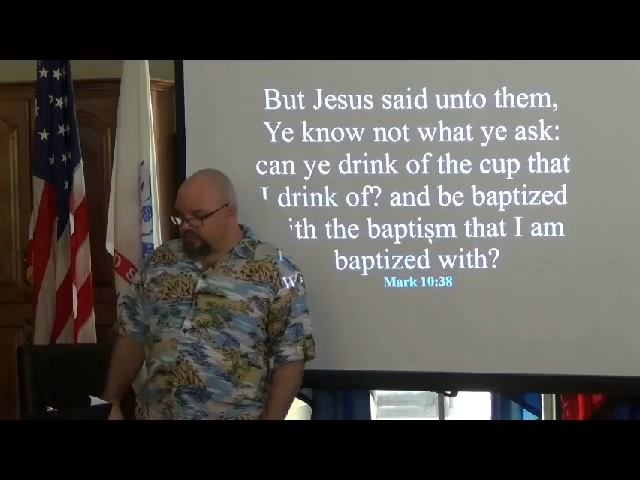 But Jesus said unto them,
Ye know not what ye ask:
can ye drink of the cup that
I drink of? and be baptized
ith the baptism that I am
baptized with?
Mark 10:38